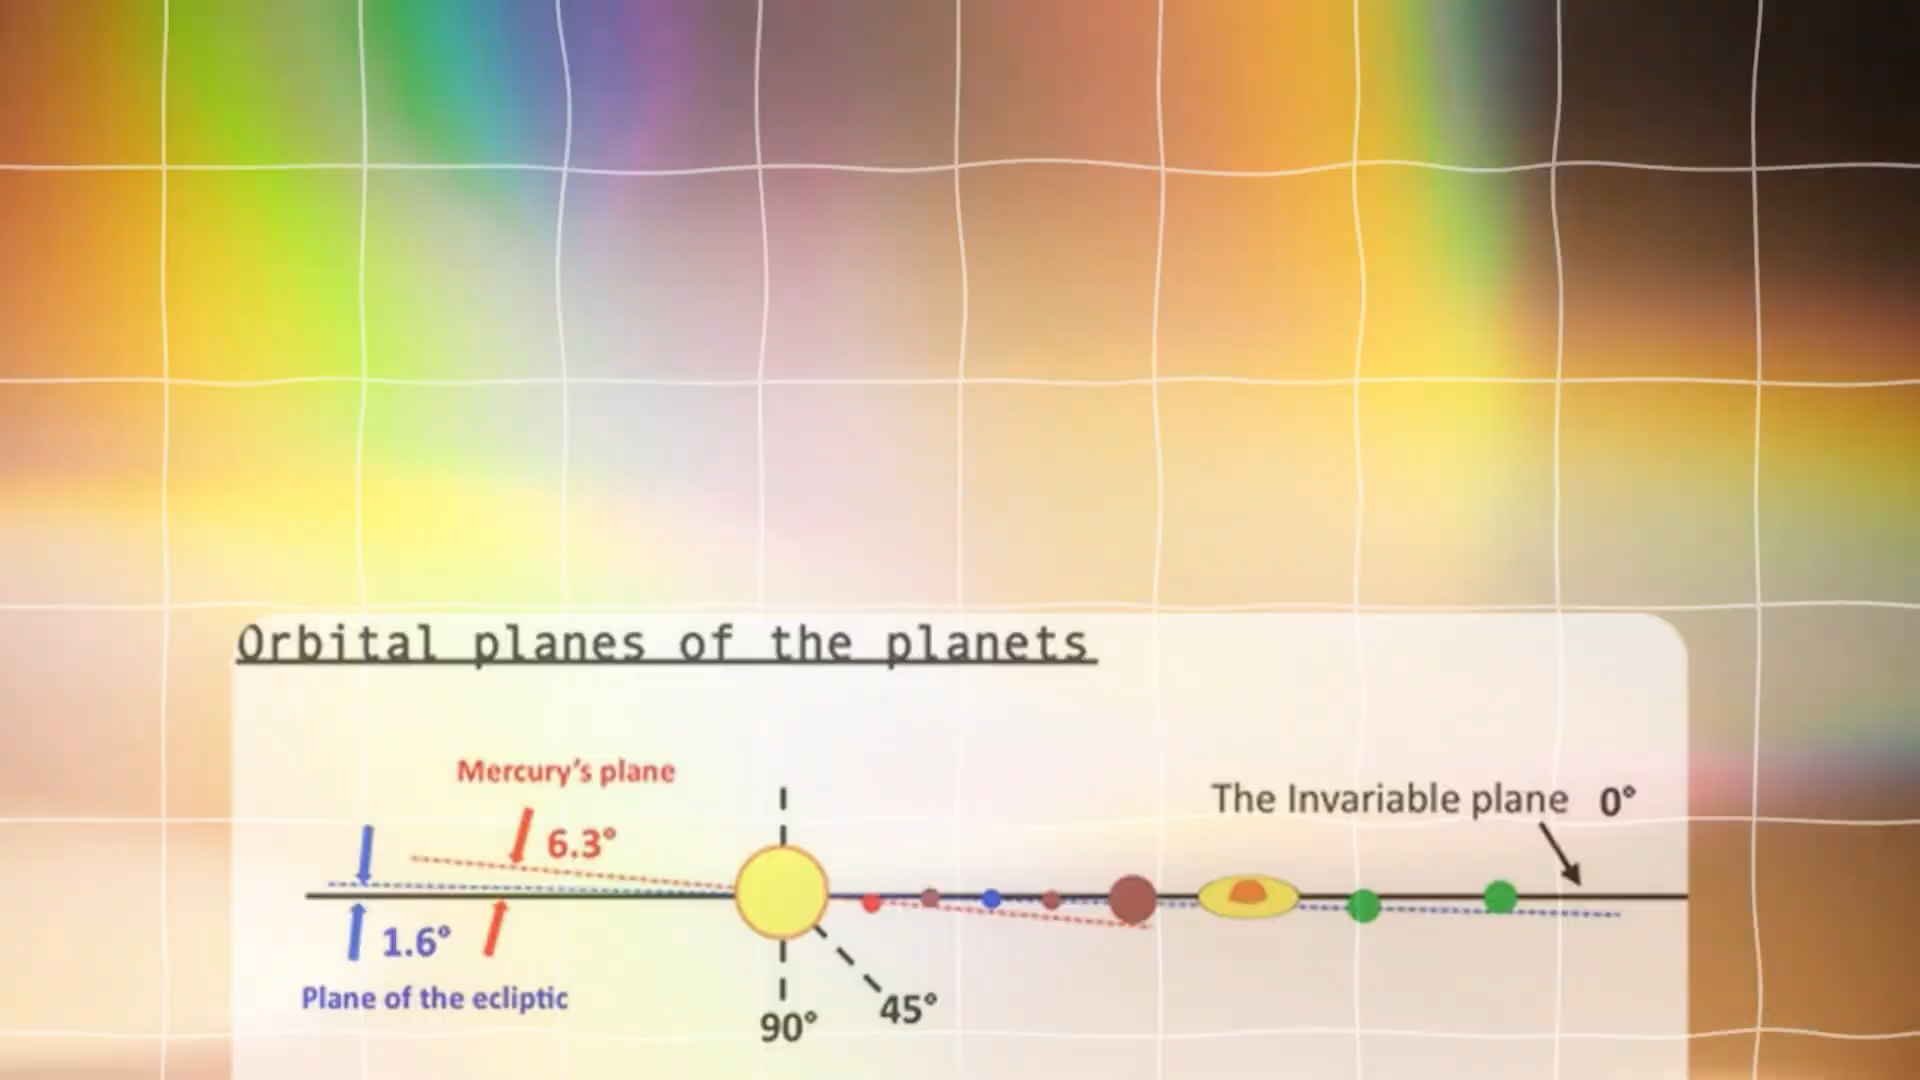 Orbital planes of the planets
Mercury's plane
The Invariable plane 0°
6.3°
1.6°
Plane of the ecliptic
45°
90°